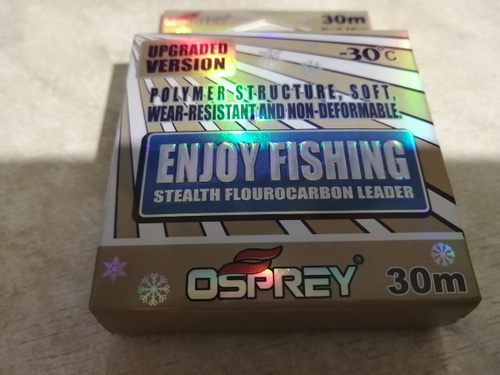 30m
UPGRADED
VERSION
-30°C
POLYMER STRUCTURE, SOFT,
WEAR-RESISTANT AND NON-DEFORMABLE.
ENJOY FISHING
STEALTH FLOUROCARBON LEADER
OSPREY®
30m